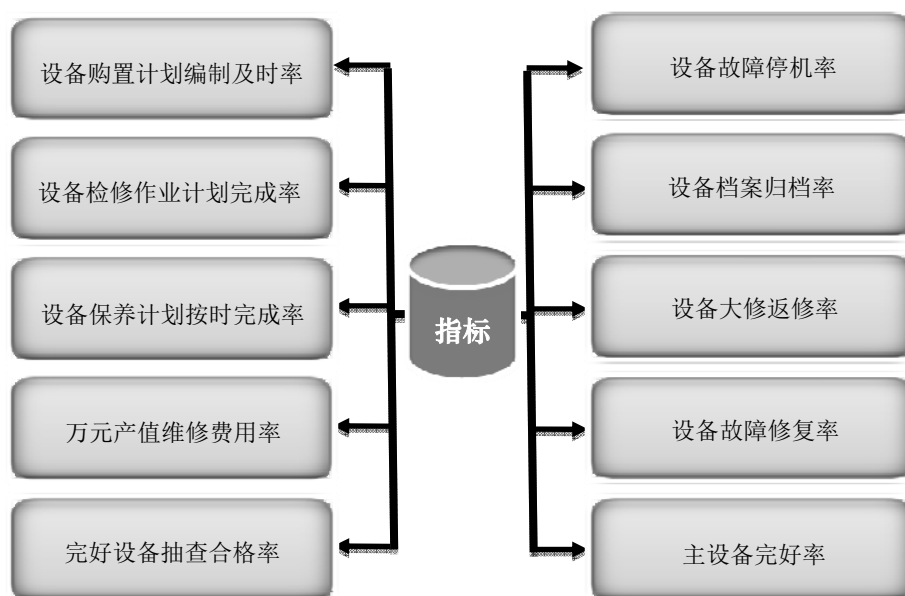 设备购置计划编制及时率
设备检修作业计划完成率
设备保养计划按时完成率
万元产值维修费用率
完好设备抽查合格率
指标
设备故障停机率
设备档案归档率
设备大修返修率
设备故障修复率
主设备完好率